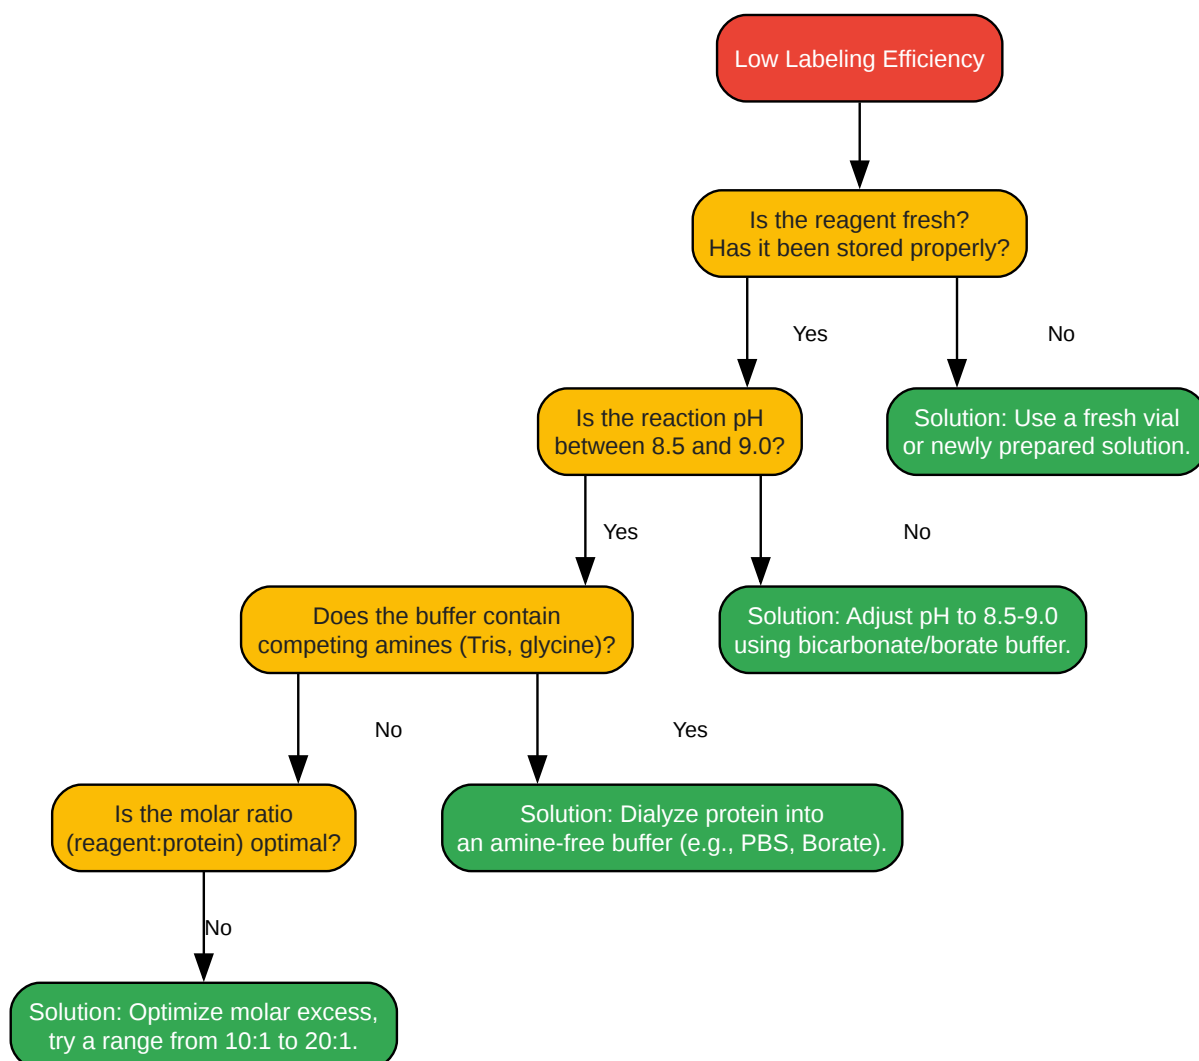 Low Labeling Efficiency
Is the reagent fresh?
Has it been stored properly?
Yes
No
Is the reaction pH
between 8.5 and 9.0?
Solution: Use a fresh vial
or newly prepared solution.
Yes
No
Does the buffer contain
competing amines (Tris, glycine)?
Solution: Adjust pH to 8.5-9.0
using bicarbonate/borate buffer.
No
Yes
Is the molar ratio
(reagent:protein) optimal?
Solution: Dialyze protein into
an amine-free buffer (e.g., PBS, Borate).
No
Solution: Optimize molar excess,
try a range from 10:1 to 20:1.